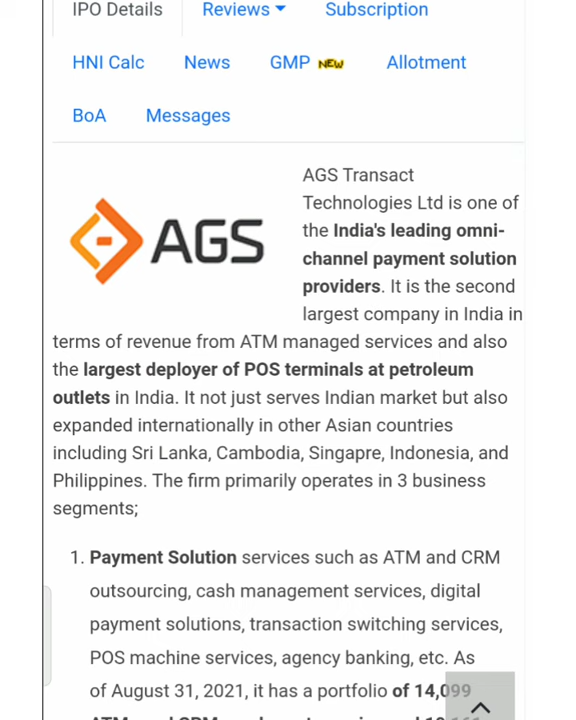 IPO Details Reviews Subscription
HNI Calc News GMP NEW Allotment
BoA Messages
AGS
AGS Transact
Technologies Ltd is one of
the India's leading omni-
channel payment solution
providers. It is the second
largest company in India in
terms of revenue from ATM managed services and also
the largest deployer of POS terminals at petroleum
outlets in India. It not just serves Indian market but also
expanded internationally in other Asian countries
including Sri Lanka, Cambodia, Singapre, Indonesia, and
Philippines. The firm primarily operates in 3 business
segments;
1. Payment Solution services such as ATM and CRM
outsourcing, cash management services, digital
payment solutions, transaction switching services,
POS machine services, agency banking, etc. As
of August 31, 2021, it has a portfolio of 14,099